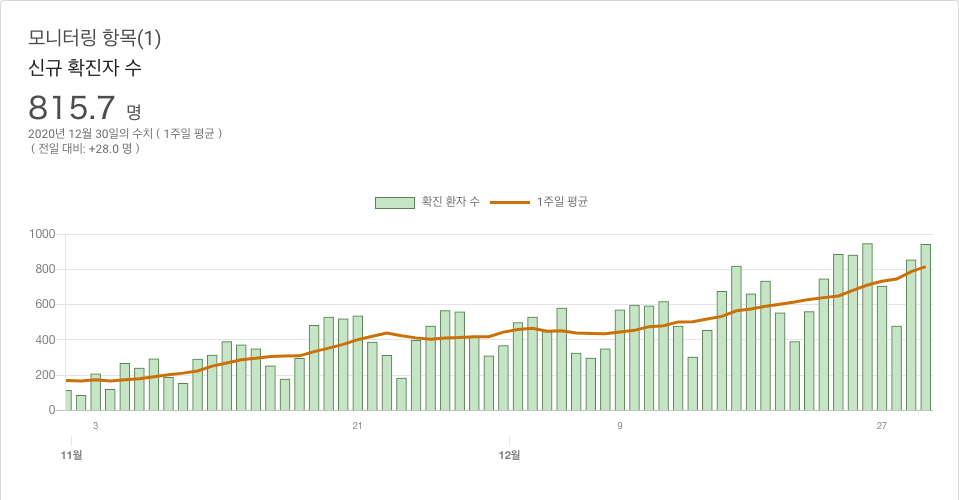 모니터링 항목(1)
신규 확진자 수
815.7 명
2020년 12월 30일의 수치 ( 1주일 평균 )
( 전일 대비: +28.0 명 )
확진 환자 수 1주일 평균
1000
800
600
400
200
0
3 21 9 27
11월 12월